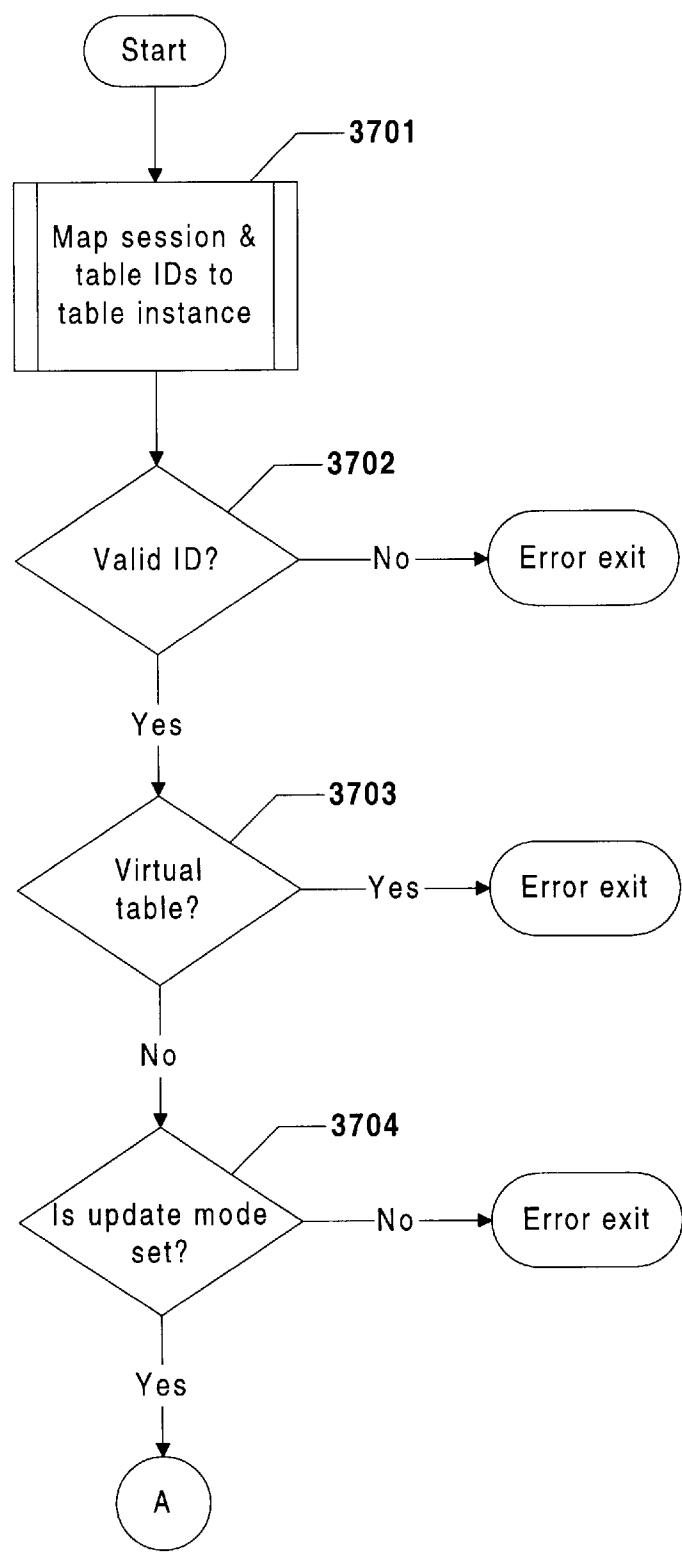 Start
3701
Map session &
table IDs to
table instance
3702
Valid ID?
No
Error exit
Yes
3703
Virtual
table?
Yes
Error exit
No
3704
Is update mode
set?
No
Error exit
Yes
A